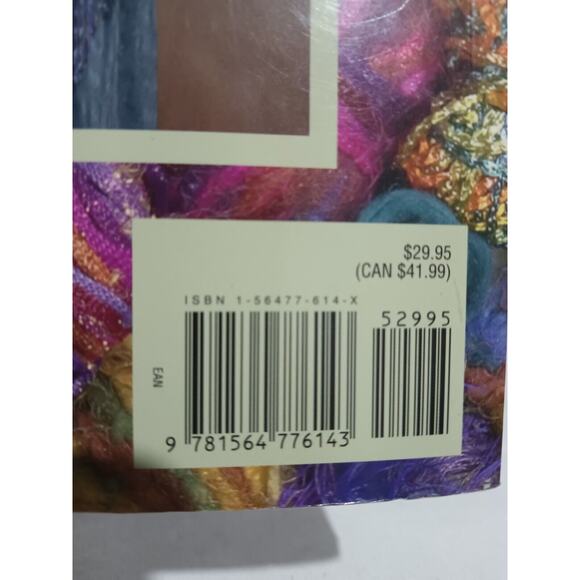 $29.95
(CAN $41.99)
ISBN 1-56477-614-X
52995
EAN
9 781564 776143